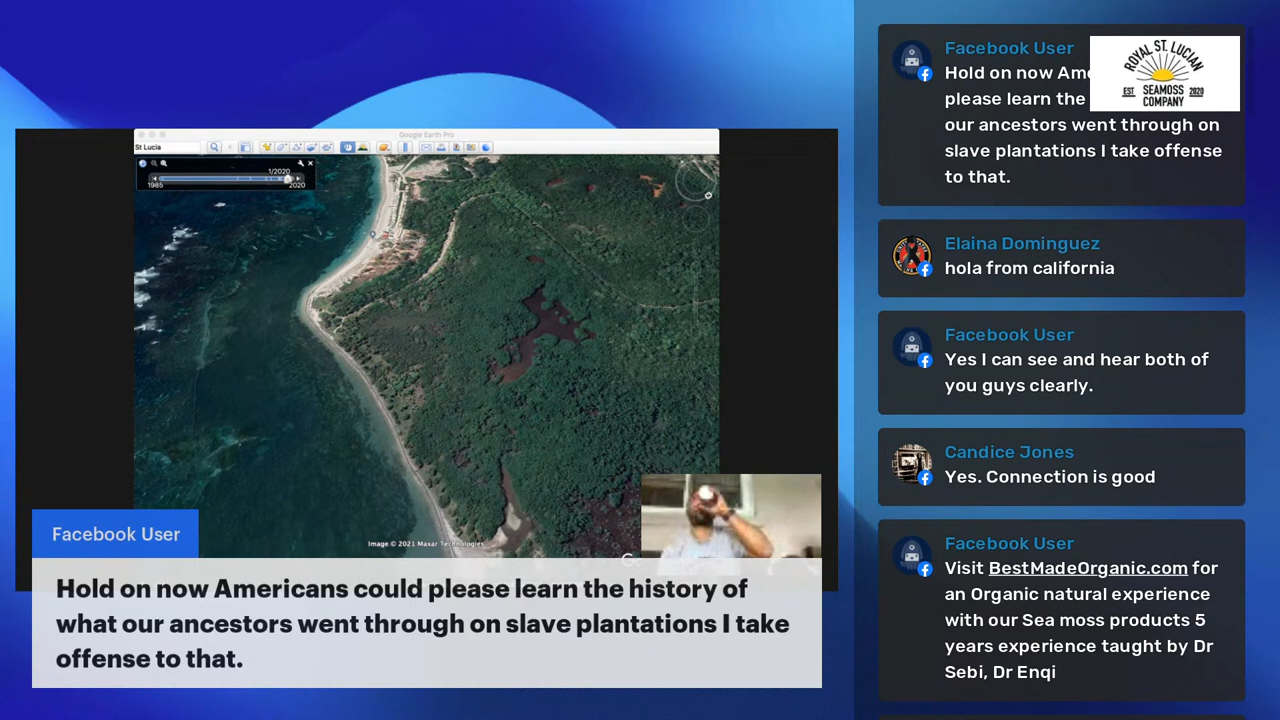 Google Earth Pro
St Lucia
1/2020
1985
2020
Image © 2021 Maxar Technologies
Facebook User
Hold on now Americans could please learn the history of
what our ancestors went through on slave plantations I take
offense to that.
Facebook User
Hold on now Ame
please learn the
our ancestors went through on
slave plantations I take offense
to that.
ROYAL ST. LUCIAN
EST 2020
SEAMOSS
COMPANY
Elaina Dominguez
hola from california
Facebook User
Yes I can see and hear both of
you guys clearly.
Candice Jones
Yes. Connection is good
Facebook User
Visit BestMadeOrganic.com for
an Organic natural experience
with our Sea moss products 5
years experience taught by Dr
Sebi, Dr Enqi